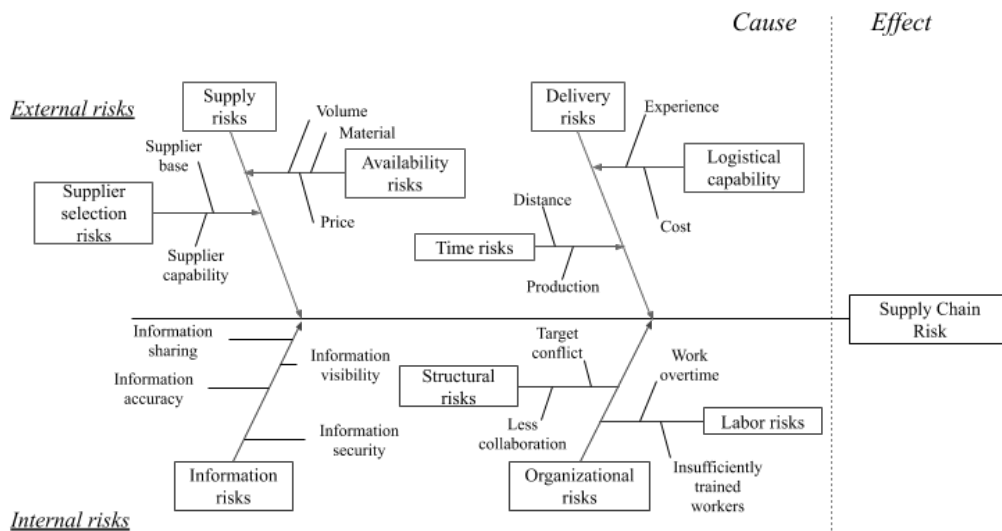 Cause
Effect
External risks
Supply
risks
Volume
Material
Delivery
risks
Experience
Supplier
base
Availability
risks
Logistical
capability
Supplier
selection
risks
Price
Distance
Cost
Time risks
Supplier
capability
Production
Supply Chain
Risk
Information
sharing
Information
visibility
Target
conflict
Work
overtime
Information
accuracy
Structural
risks
Less
collaboration
Labor risks
Information
security
Information
risks
Organizational
risks
Insufficiently
trained
workers
Internal risks